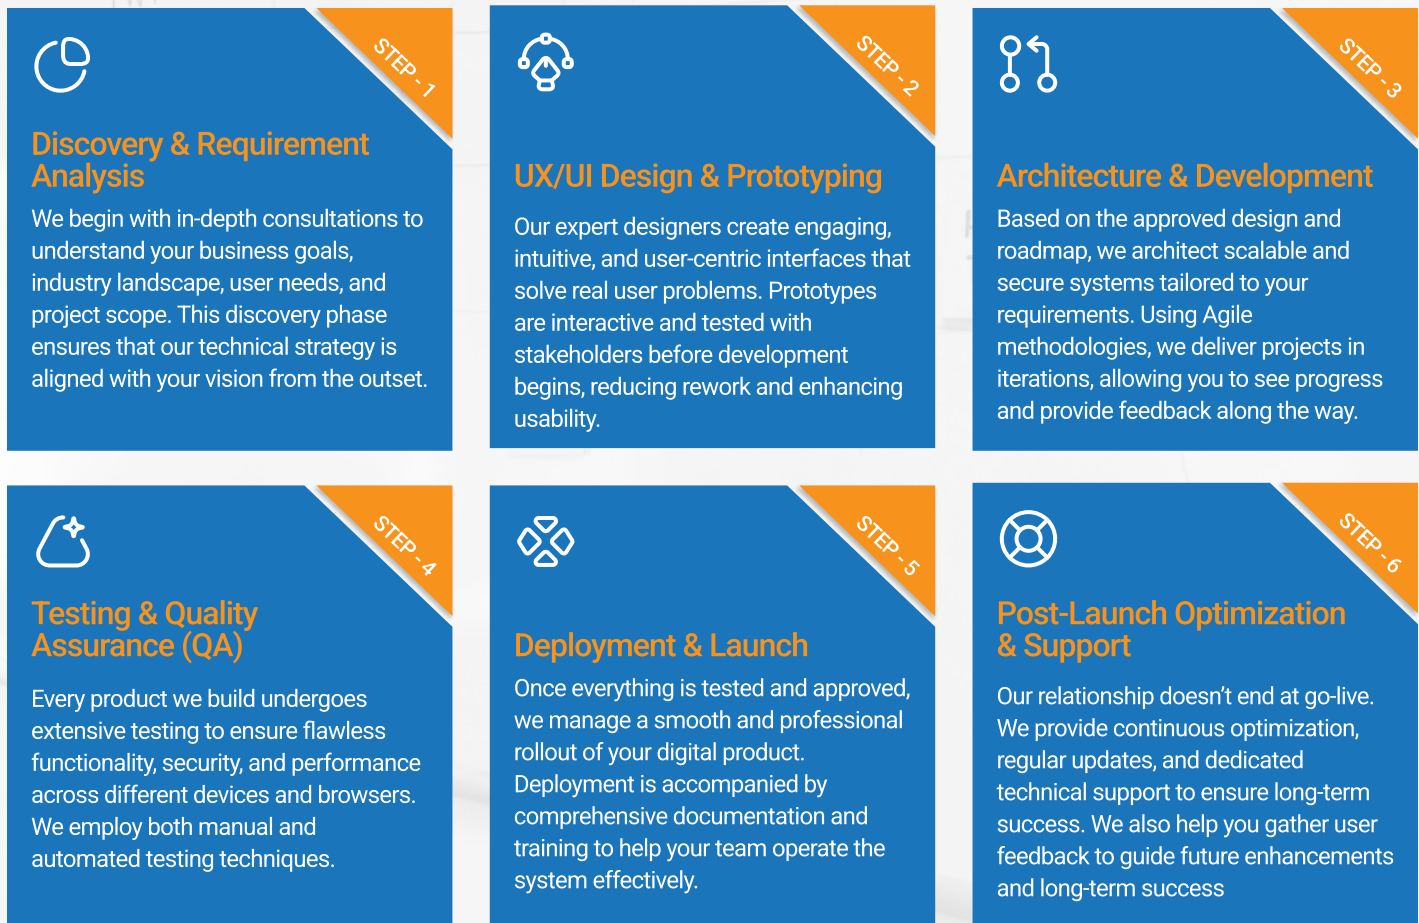 STEP - 1
Discovery & Requirement
Analysis
We begin with in-depth consultations to
understand your business goals,
industry landscape, user needs, and
project scope. This discovery phase
ensures that our technical strategy is
aligned with your vision from the outset.
STEP - 2
UX/UI Design & Prototyping
Our expert designers create engaging,
intuitive, and user-centric interfaces that
solve real user problems. Prototypes
are interactive and tested with
stakeholders before development
begins, reducing rework and enhancing
usability.
STEP - 3
Architecture & Development
Based on the approved design and
roadmap, we architect scalable and
secure systems tailored to your
requirements. Using Agile
methodologies, we deliver projects in
iterations, allowing you to see progress
and provide feedback along the way.
STEP - 4
Testing & Quality
Assurance (QA)
Every product we build undergoes
extensive testing to ensure flawless
functionality, security, and performance
across different devices and browsers.
We employ both manual and
automated testing techniques.
STEP - 5
Deployment & Launch
Once everything is tested and approved,
we manage a smooth and professional
rollout of your digital product.
Deployment is accompanied by
comprehensive documentation and
training to help your team operate the
system effectively.
STEP - 6
Post-Launch Optimization
& Support
Our relationship doesn’t end at go-live.
We provide continuous optimization,
regular updates, and dedicated
technical support to ensure long-term
success. We also help you gather user
feedback to guide future enhancements
and long-term success